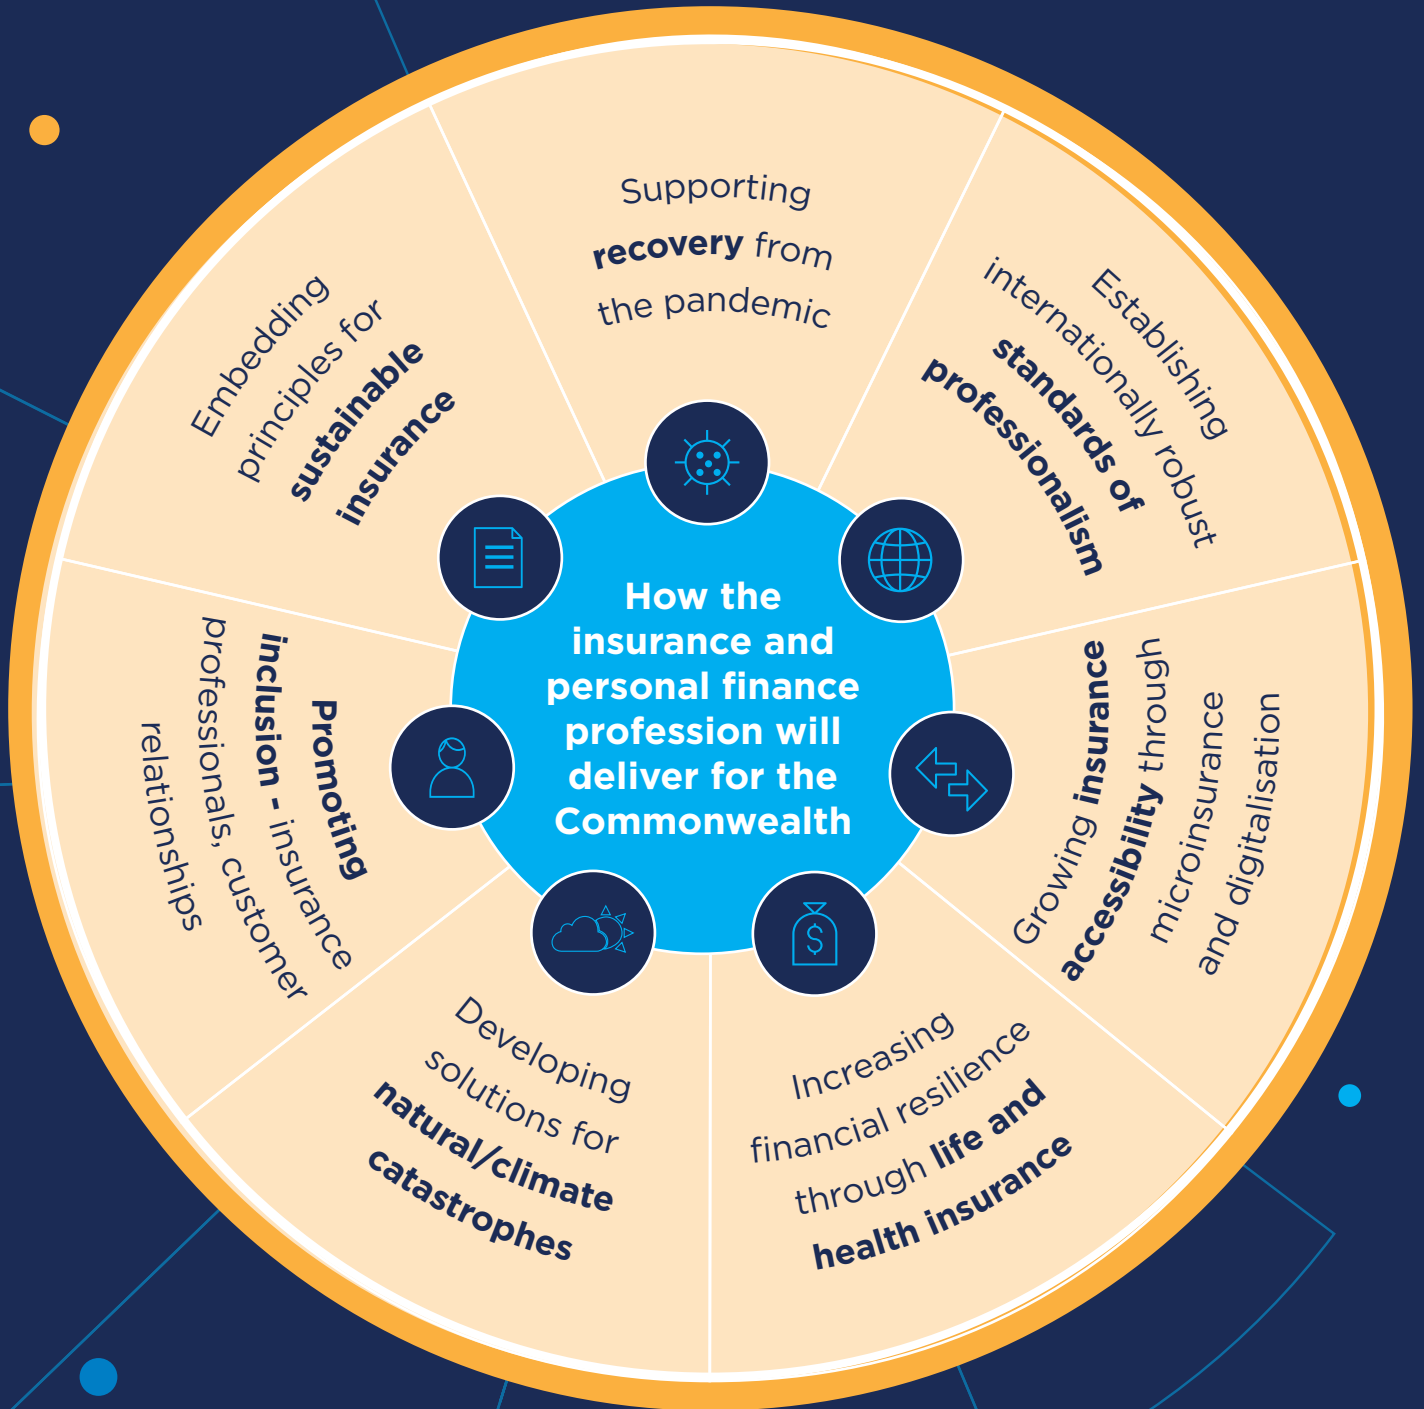 How the
insurance and
personal finance
profession will
deliver for the
Commonwealth
Supporting
recovery from
the pandemic
Establishing
internationally robust
standards of
professionalism
Growing insurance
accessibility through
microinsurance
and digitalisation
Increasing
financial resilience
through life and
health insurance
Developing
solutions for
natural/climate
catastrophes
Promoting
inclusion - insurance
professionals, customer
relationships
Embedding
principles for
sustainable
insurance
$